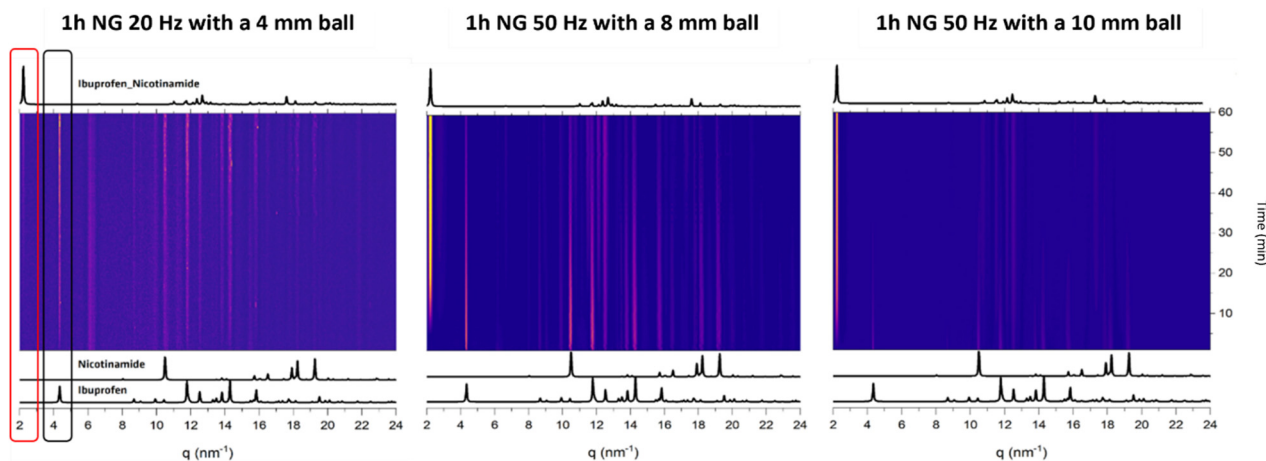 1h NG 20 Hz with a 4 mm ball
1h NG 50 Hz with a 8 mm ball
1h NG 50 Hz with a 10 mm ball
Ibuprofen_Nicotinamide
60
50
40
30
20
10
Time (min)
Nicotinamide
Ibuprofen
2 4 6 8 10 12 14 16 18 20 22 24
2 4 6 8 10 12 14 16 18 20 22 24
2 4 6 8 10 12 14 16 18 20 22 24
q (nm⁻¹)
q (nm⁻¹)
q (nm⁻¹)